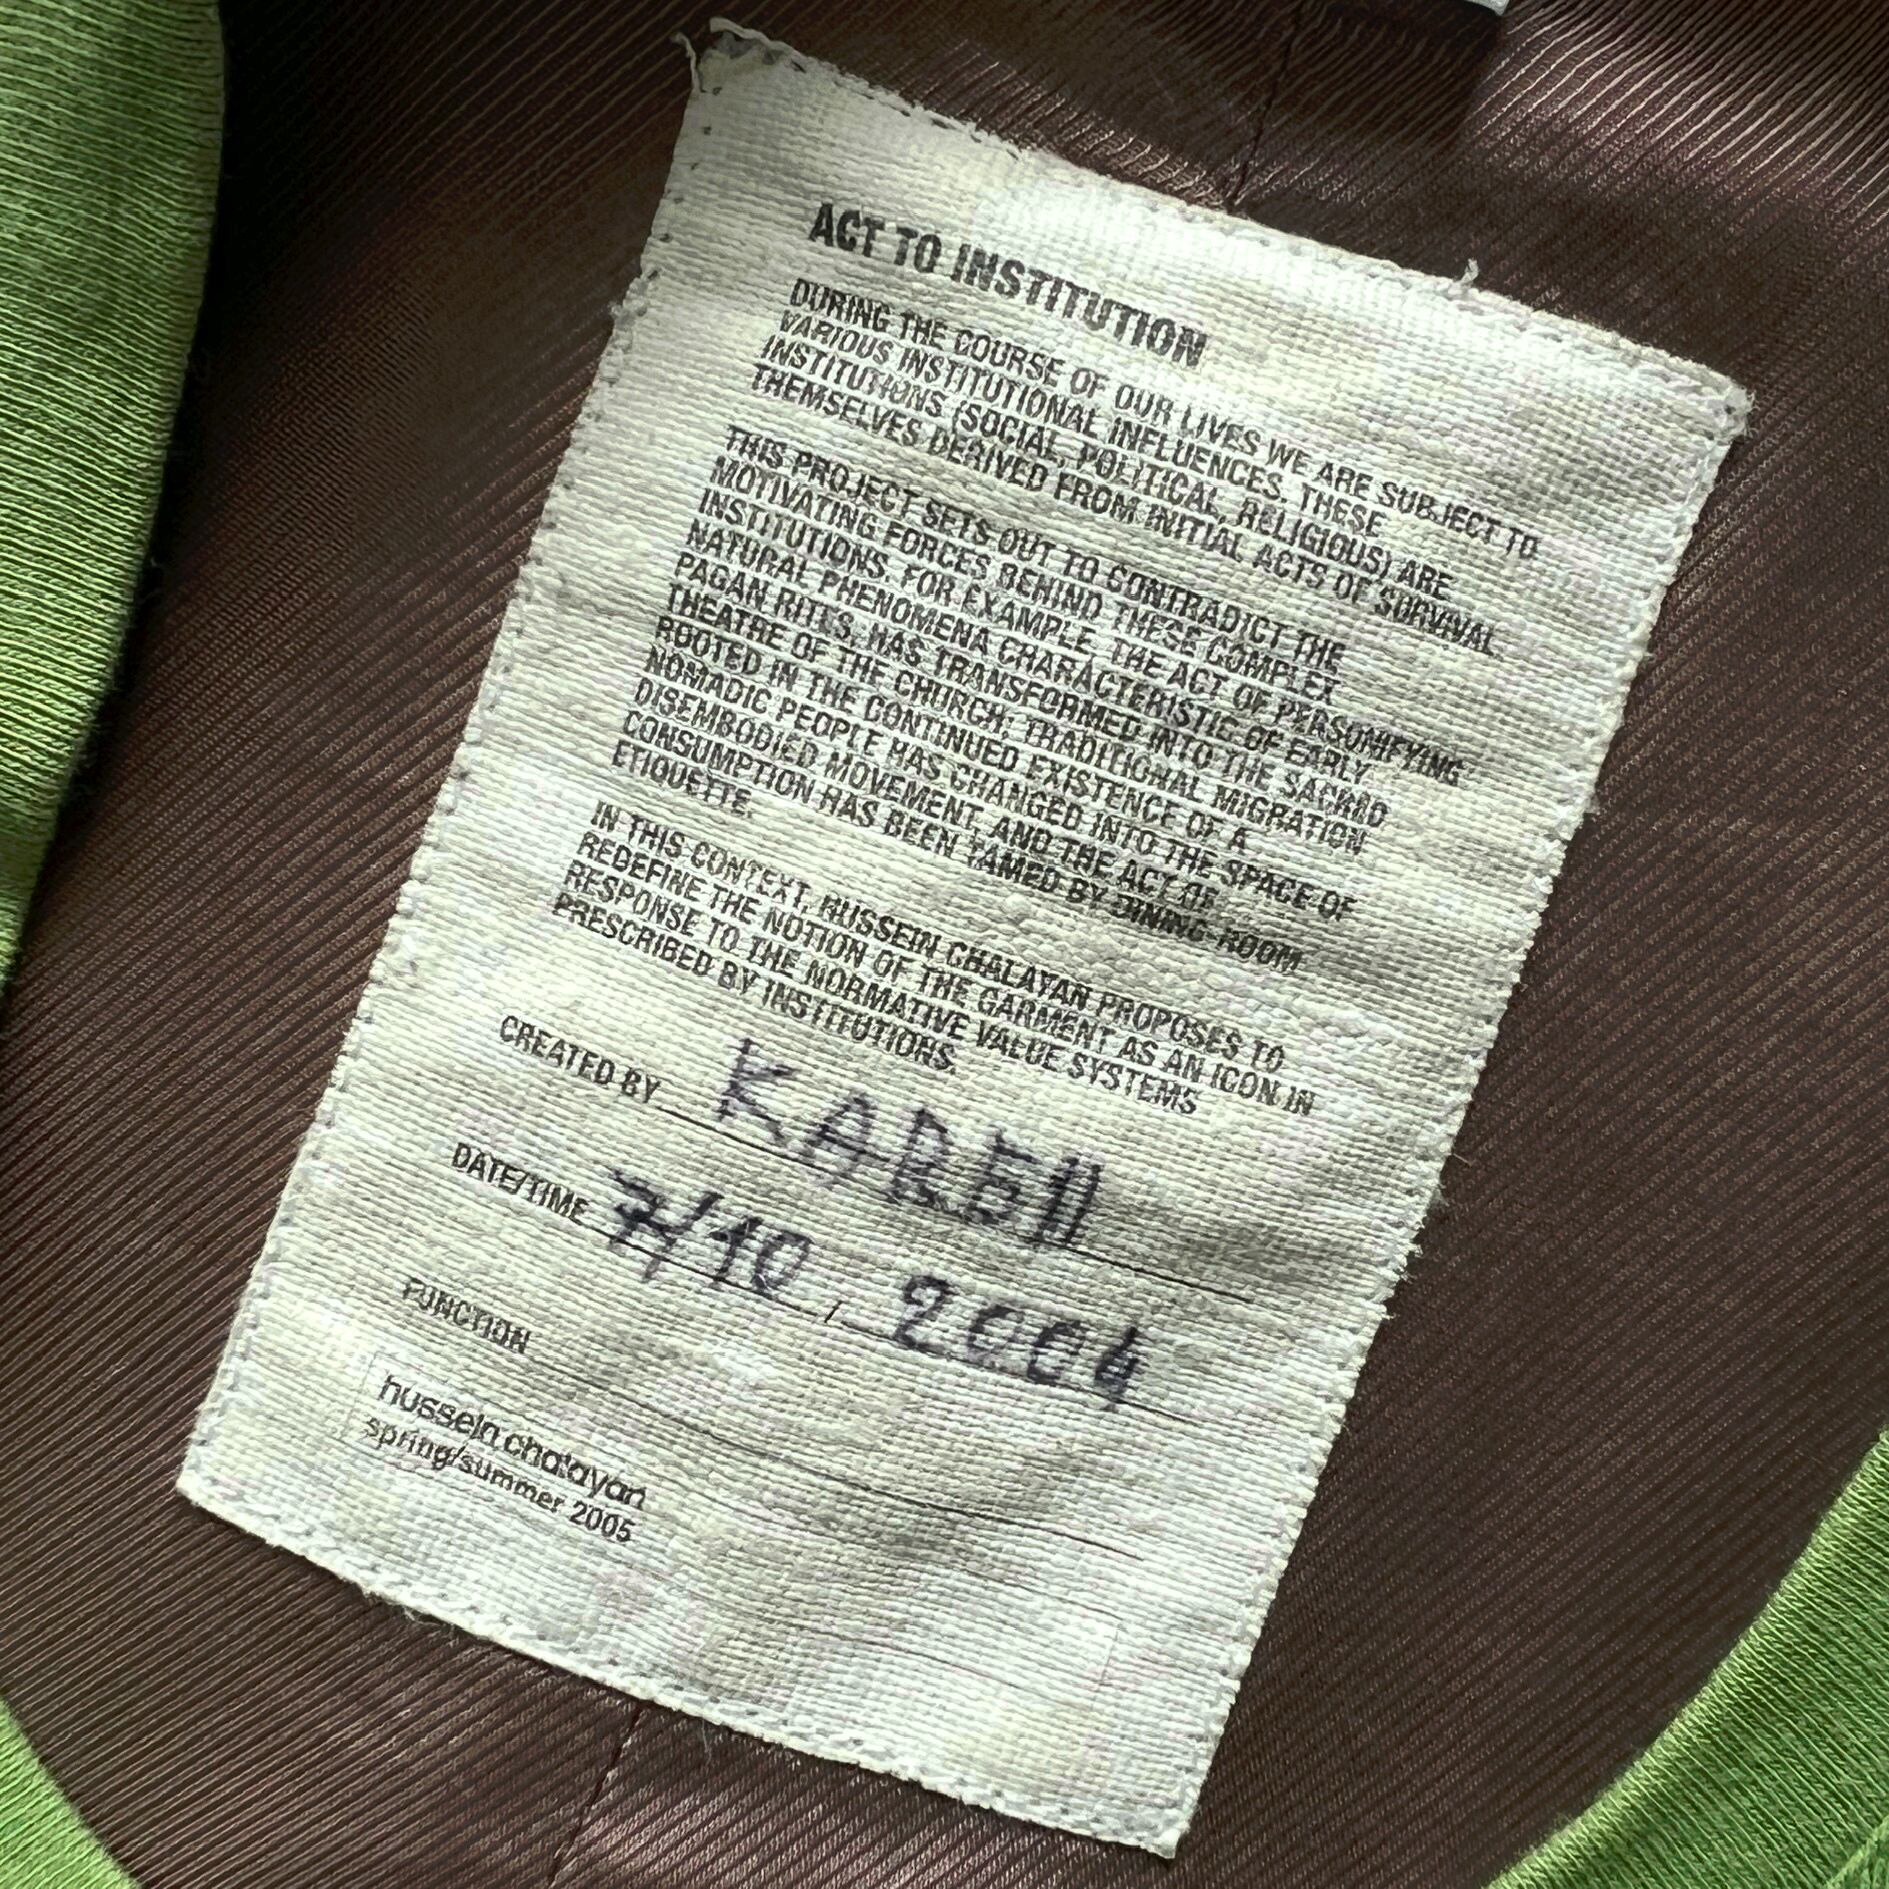 ACT TO INSTITUTION
DURING THE COURSE OF OUR LIVES WE ARE SUBJECT TO
VARIOUS INSTITUTIONAL INFLUENCES. THESE
INSTITUTIONS (SOCIAL, POLITICAL, RELIGIOUS) ARE
THEMSELVES DERIVED FROM INITIAL ACTS OF SURVIVAL.
THIS PROJECT SETS OUT TO CONTRADICT THE
MOTIVATING FORCES BEHIND THESE COMPLEX
INSTITUTIONS. FOR EXAMPLE, THE ACT OF PERSONIFYING
NATURAL PHENOMENA CHARACTERISTIC OF EARLY
PAGAN RITES, HAS TRANSFORMED INTO THE SACRED
THEATRE OF THE CHURCH; TRADITIONAL MIGRATION
ROOTED IN THE CONTINUED EXISTENCE OF A
NOMADIC PEOPLE HAS CHANGED INTO THE SPACE OF
DISEMBODIED MOVEMENT, AND THE ACT OF
CONSUMPTION HAS BEEN TAMED BY DINING-ROOM
ETIQUETTE.
IN THIS CONTEXT, HUSSEIN CHALAYAN PROPOSES TO
REDEFINE THE NOTION OF THE GARMENT AS AN ICON IN
RESPONSE TO THE NORMATIVE VALUE SYSTEMS
PRESCRIBED BY INSTITUTIONS.
CREATED BY KAREN
DATE/TIME 7/10 / 2004
FUNCTION
hussein chalayan
spring/summer 2005